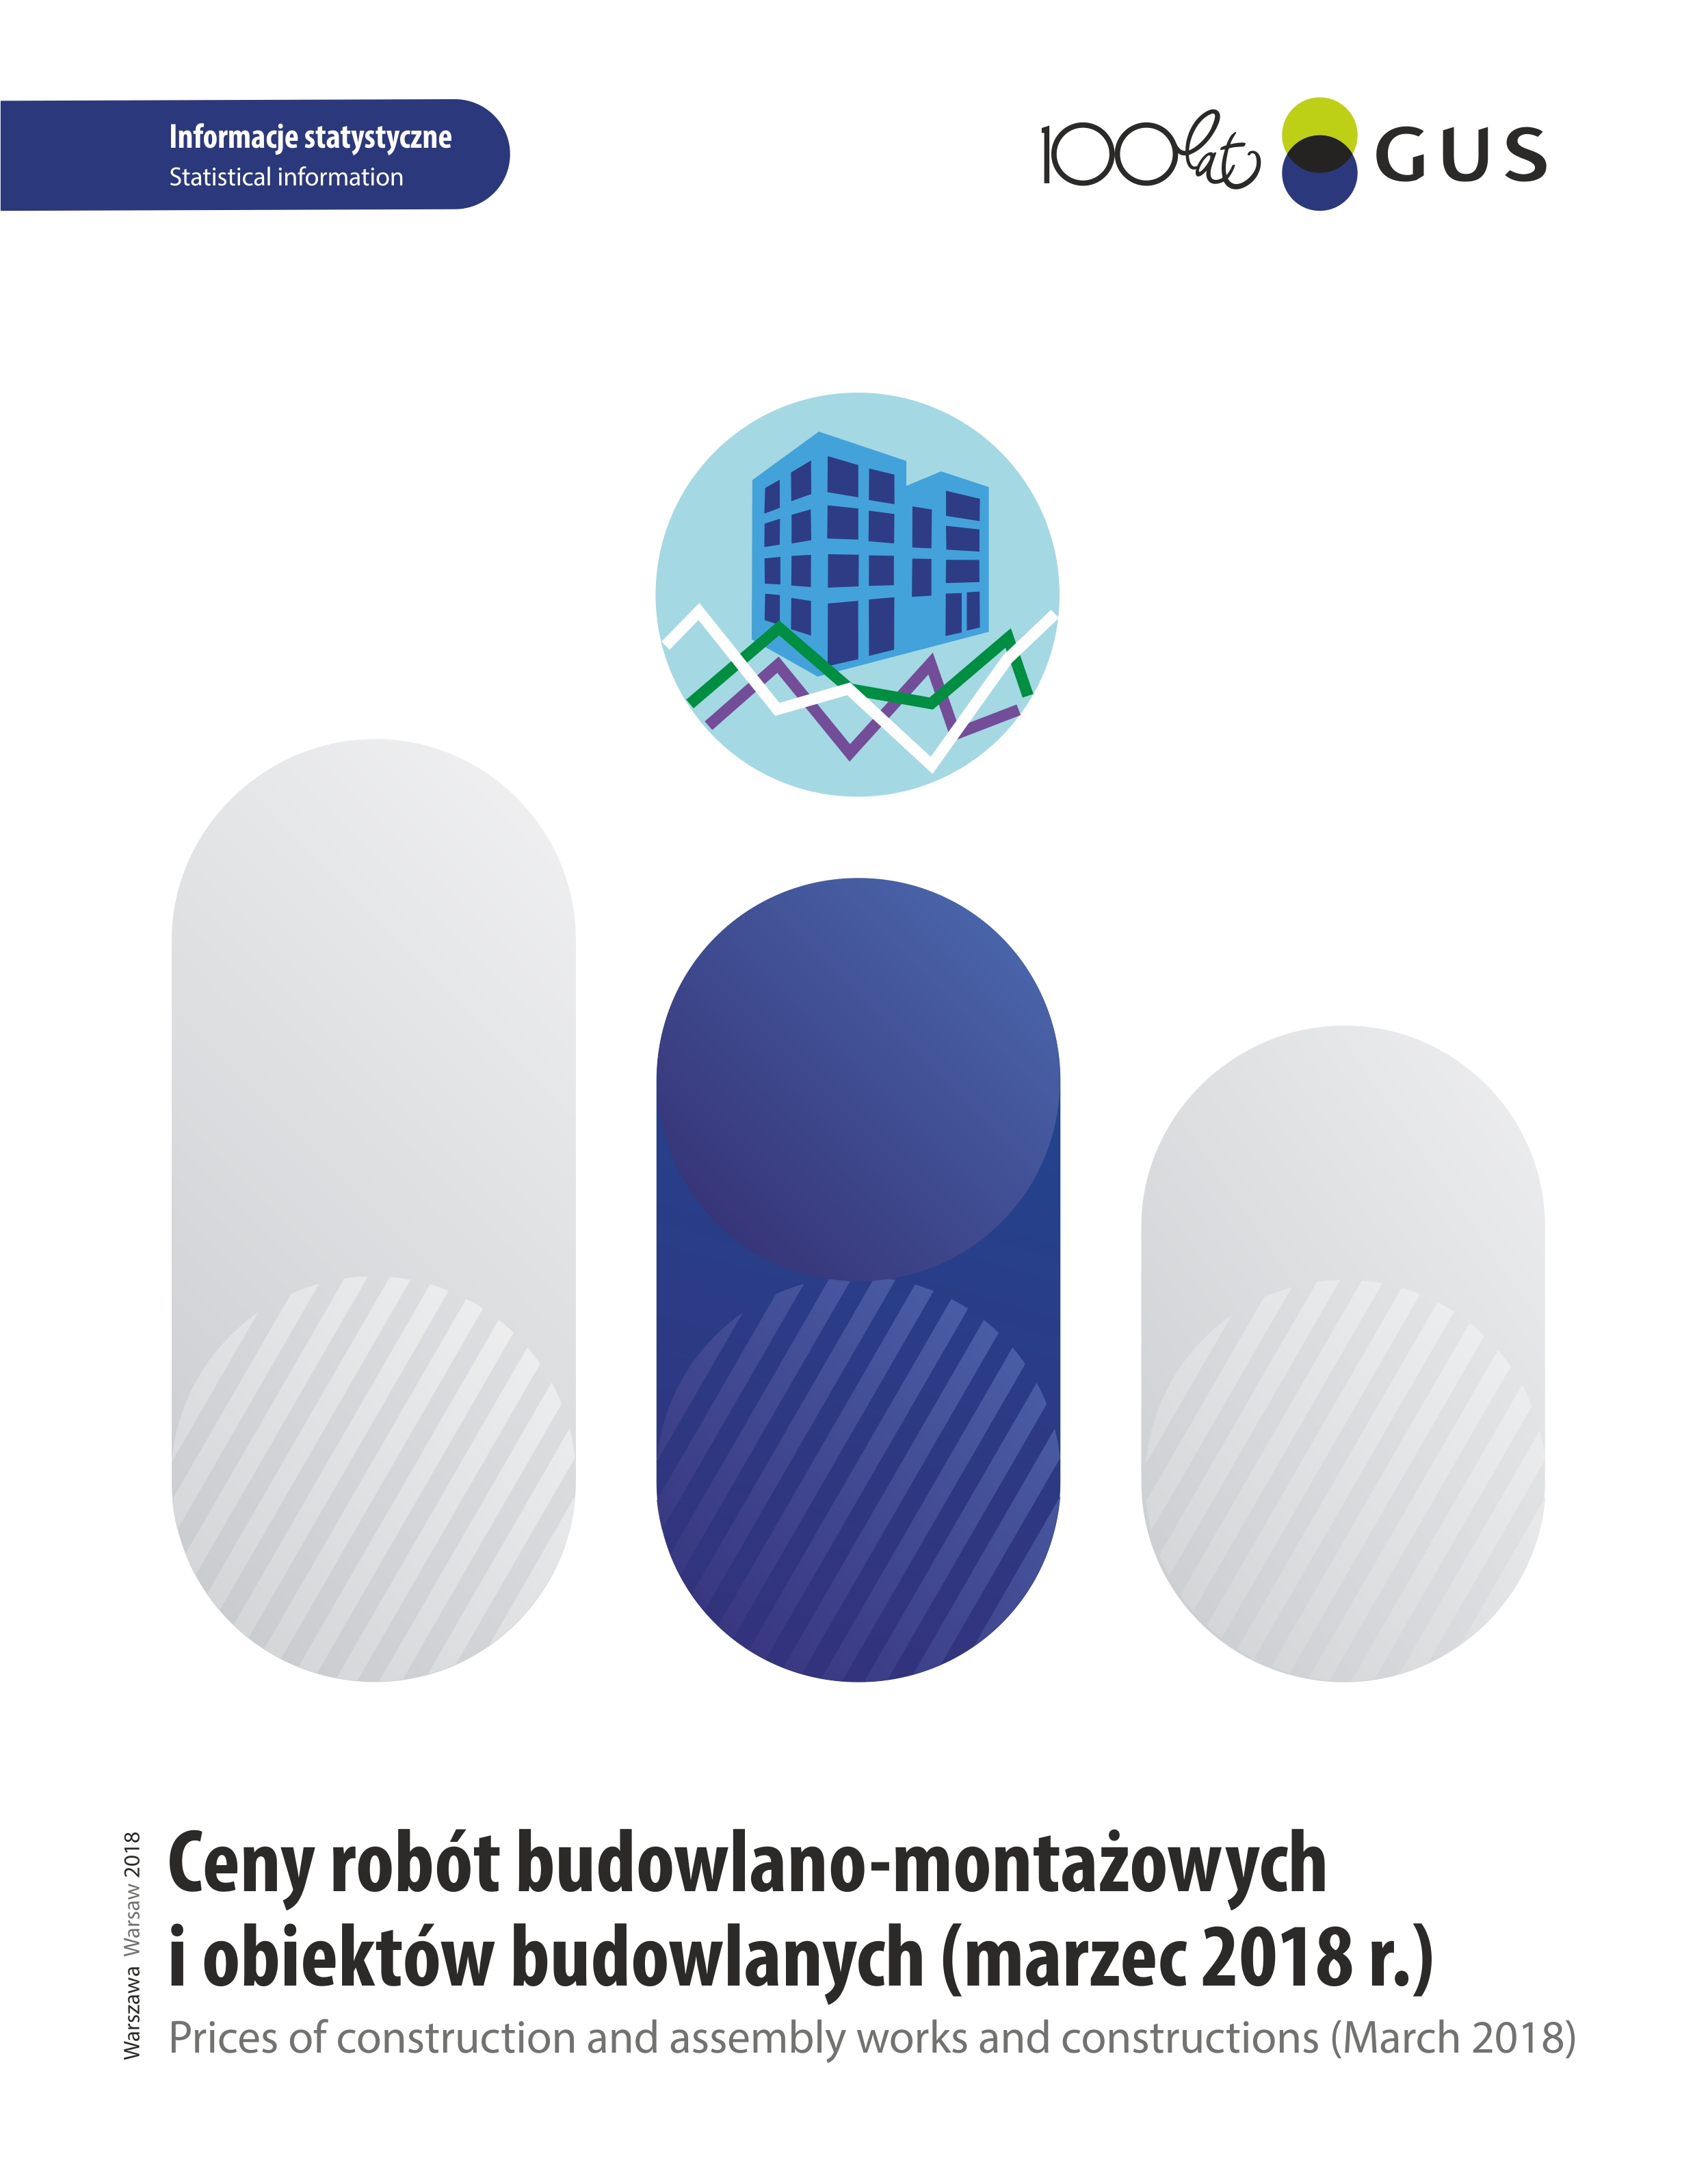 Informacje statystyczne
Statistical information
100 lat GUS
Ceny robót budowlano-montażowych
i obiektów budowlanych (marzec 2018 r.)
Prices of construction and assembly works and constructions (March 2018)
Warszawa Warsaw 2018